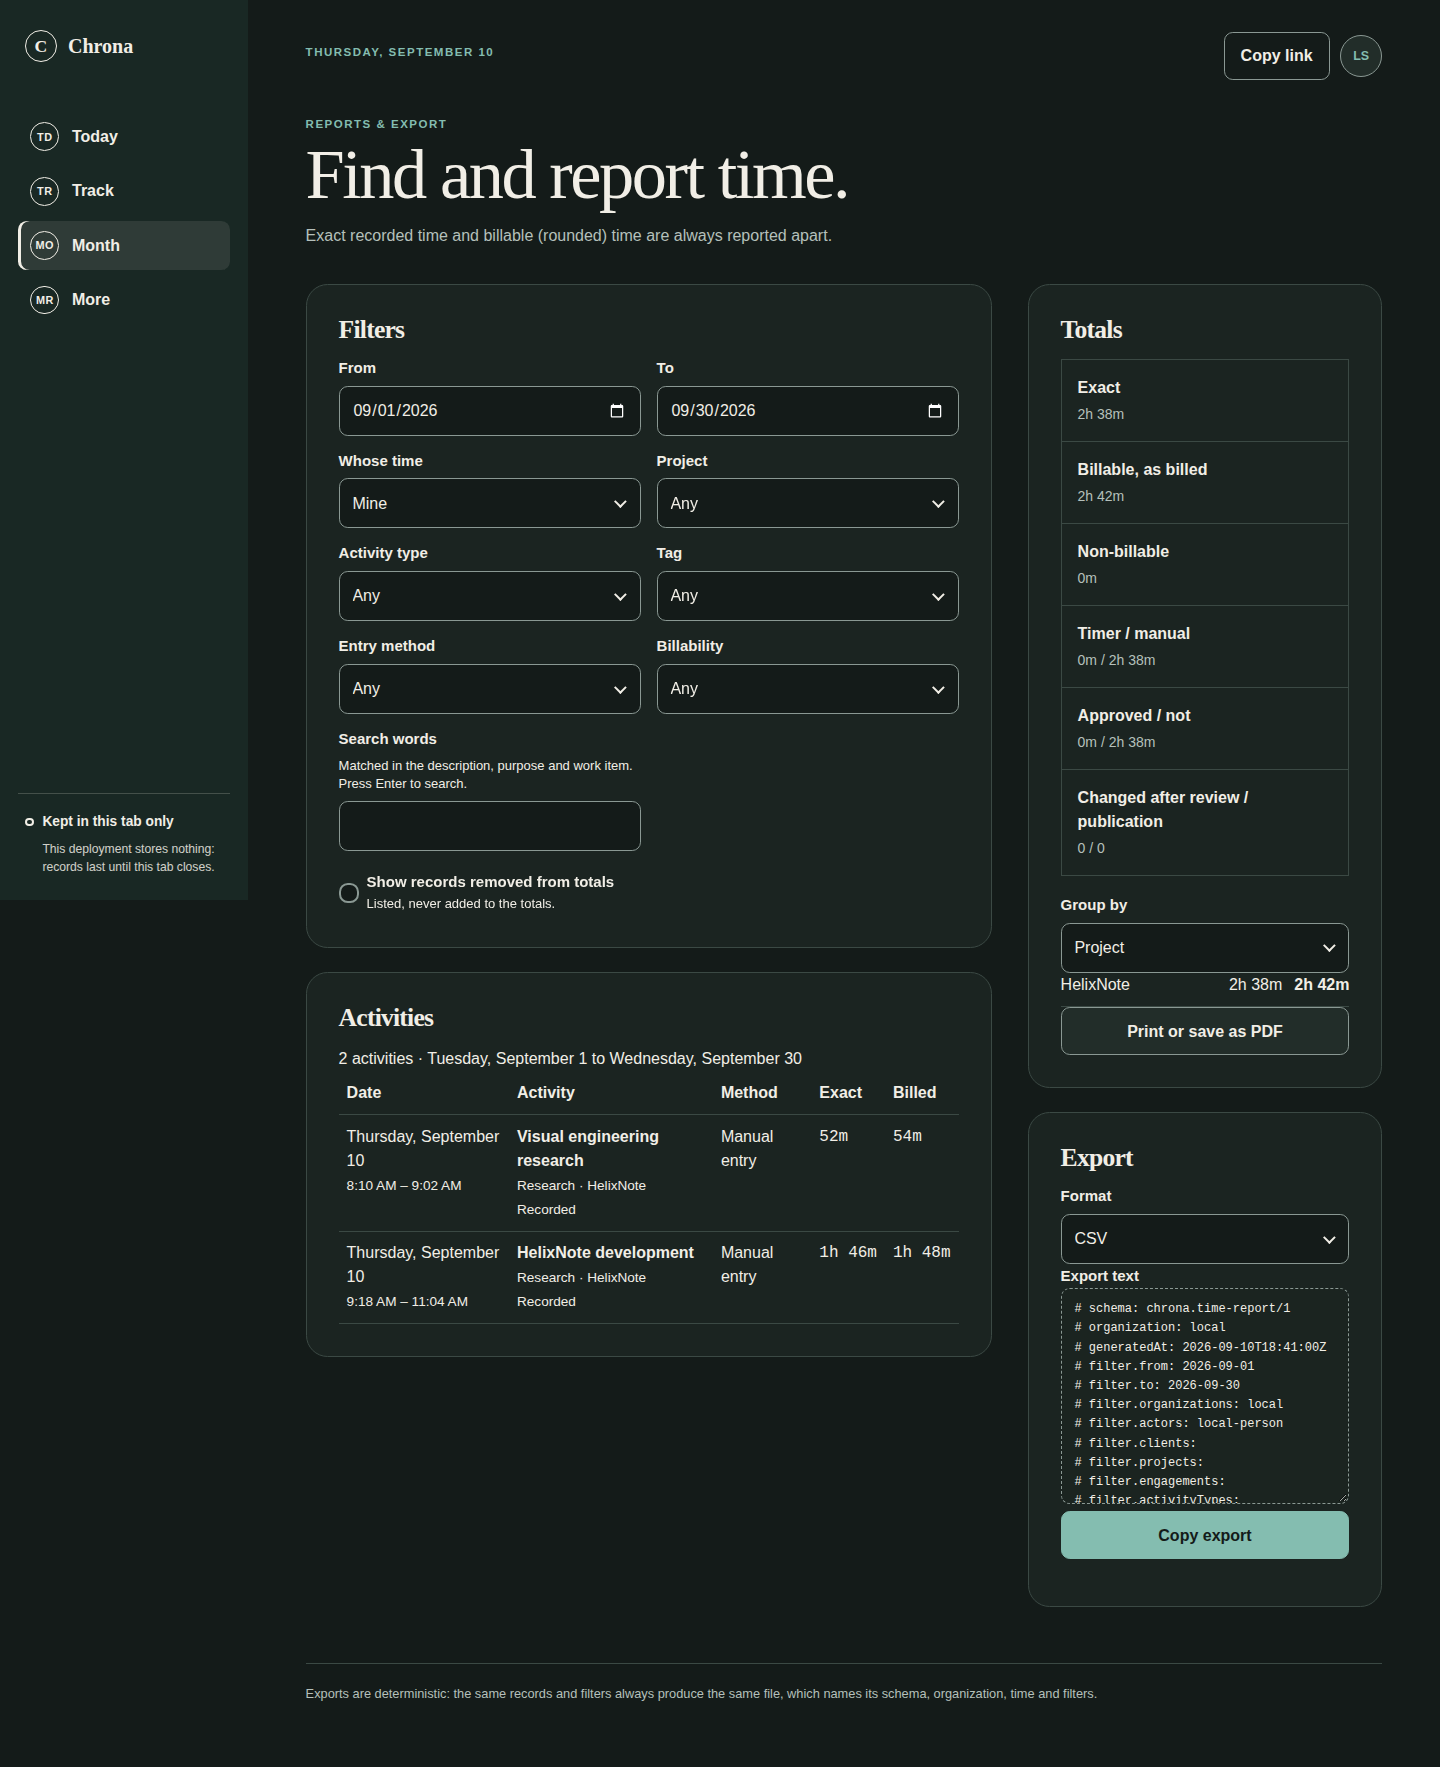 C Chrona
TD Today
TR Track
MO Month
MR More
Kept in this tab only
This deployment stores nothing:
records last until this tab closes.
THURSDAY, SEPTEMBER 10
Copy link
LS
REPORTS & EXPORT
Find and report time.
Exact recorded time and billable (rounded) time are always reported apart.
Filters
From
To
09/01/2026
09/30/2026
Whose time
Project
Mine
Any
Activity type
Tag
Any
Any
Entry method
Billability
Any
Any
Search words
Matched in the description, purpose and work item.
Press Enter to search.
Show records removed from totals
Listed, never added to the totals.
Activities
2 activities · Tuesday, September 1 to Wednesday, September 30
Date Activity Method Exact Billed
Thursday, September
10
8:10 AM – 9:02 AM
Visual engineering
research
Research · HelixNote
Recorded
Manual
entry
52m
54m
Thursday, September
10
9:18 AM – 11:04 AM
HelixNote development
Research · HelixNote
Recorded
Manual
entry
1h 46m
1h 48m
Totals
Exact
2h 38m
Billable, as billed
2h 42m
Non-billable
0m
Timer / manual
0m / 2h 38m
Approved / not
0m / 2h 38m
Changed after review /
publication
0 / 0
Group by
Project
HelixNote 2h 38m 2h 42m
Print or save as PDF
Export
Format
CSV
Export text
# schema: chrona.time-report/1
# organization: local
# generatedAt: 2026-09-10T18:41:00Z
# filter.from: 2026-09-01
# filter.to: 2026-09-30
# filter.organizations: local
# filter.actors: local-person
# filter.clients:
# filter.projects:
# filter.engagements:
# filter.activityTypes:
Copy export
Exports are deterministic: the same records and filters always produce the same file, which names its schema, organization, time and filters.